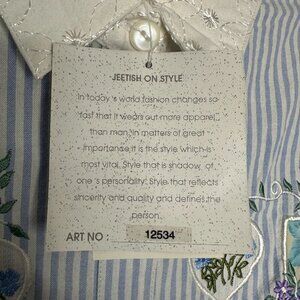 JEETISH ON STYLE
In today's world fashion changes so
fast that it wears out more apparel
than man. In matters of great
importance it is the style which is
most vital. Style that is shadow of
one's personality. Style that reflects
sincerity and quality and defines the
person.
ART NO : 12534